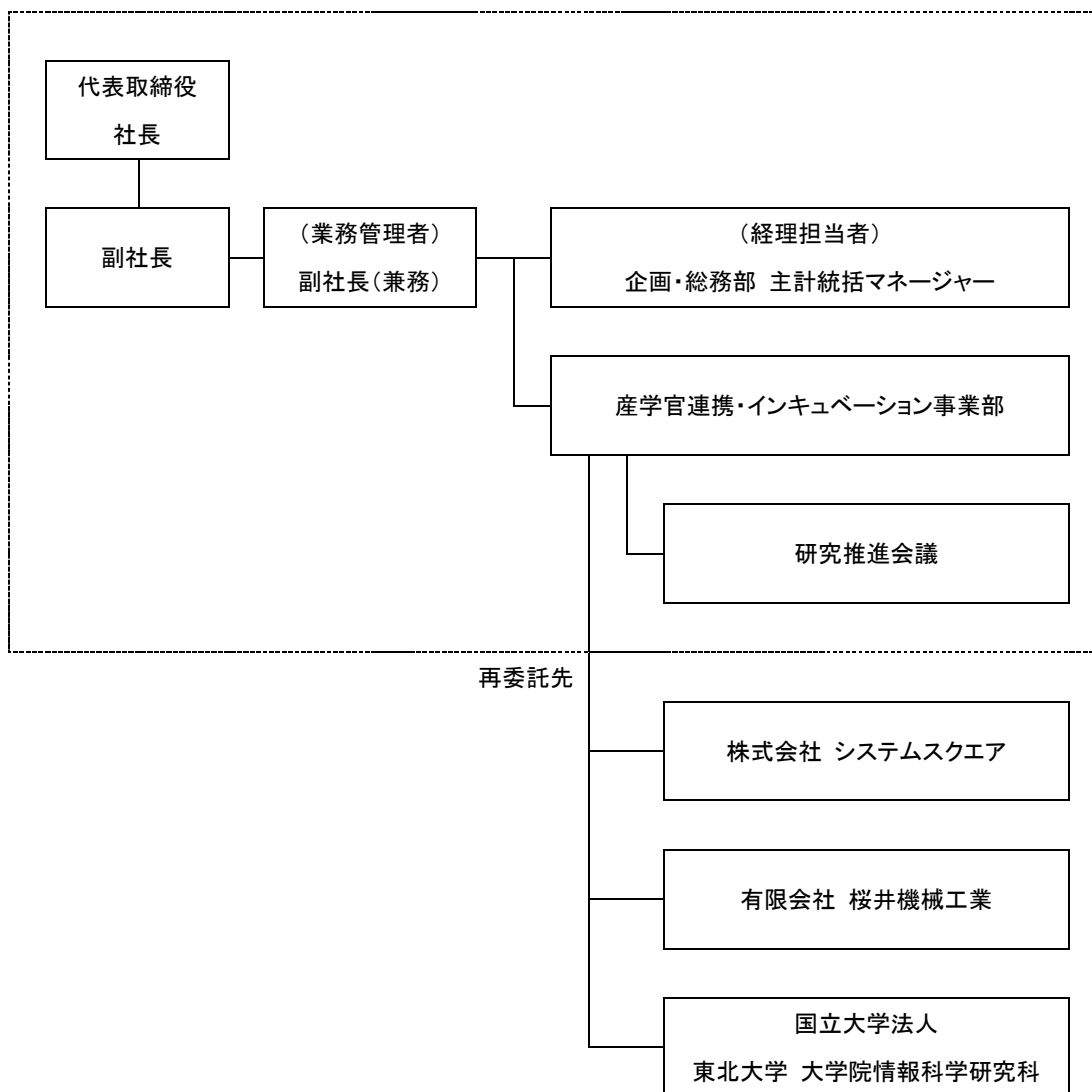 代表取締役
社長
副社長
（業務管理者）
副社長（兼務）
（経理担当者）
企画・総務部 主計統括マネージャー
産学官連携・インキュベーション事業部
研究推進会議
再委託先
株式会社 システムスクエア
有限会社 桜井機械工業
国立大学法人
東北大学 大学院情報科学研究科